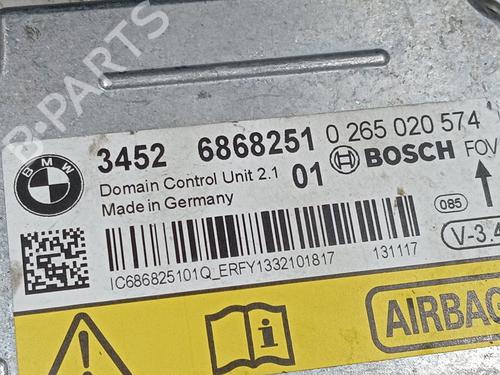 B-PARTS
BMW
3452 6868251 0 265 020 574
Domain Control Unit 2.1 01 BOSCH FOV
Made in Germany
085
V-3.4
IC686825101Q_ERFY1332101817 131117
AIRBAG